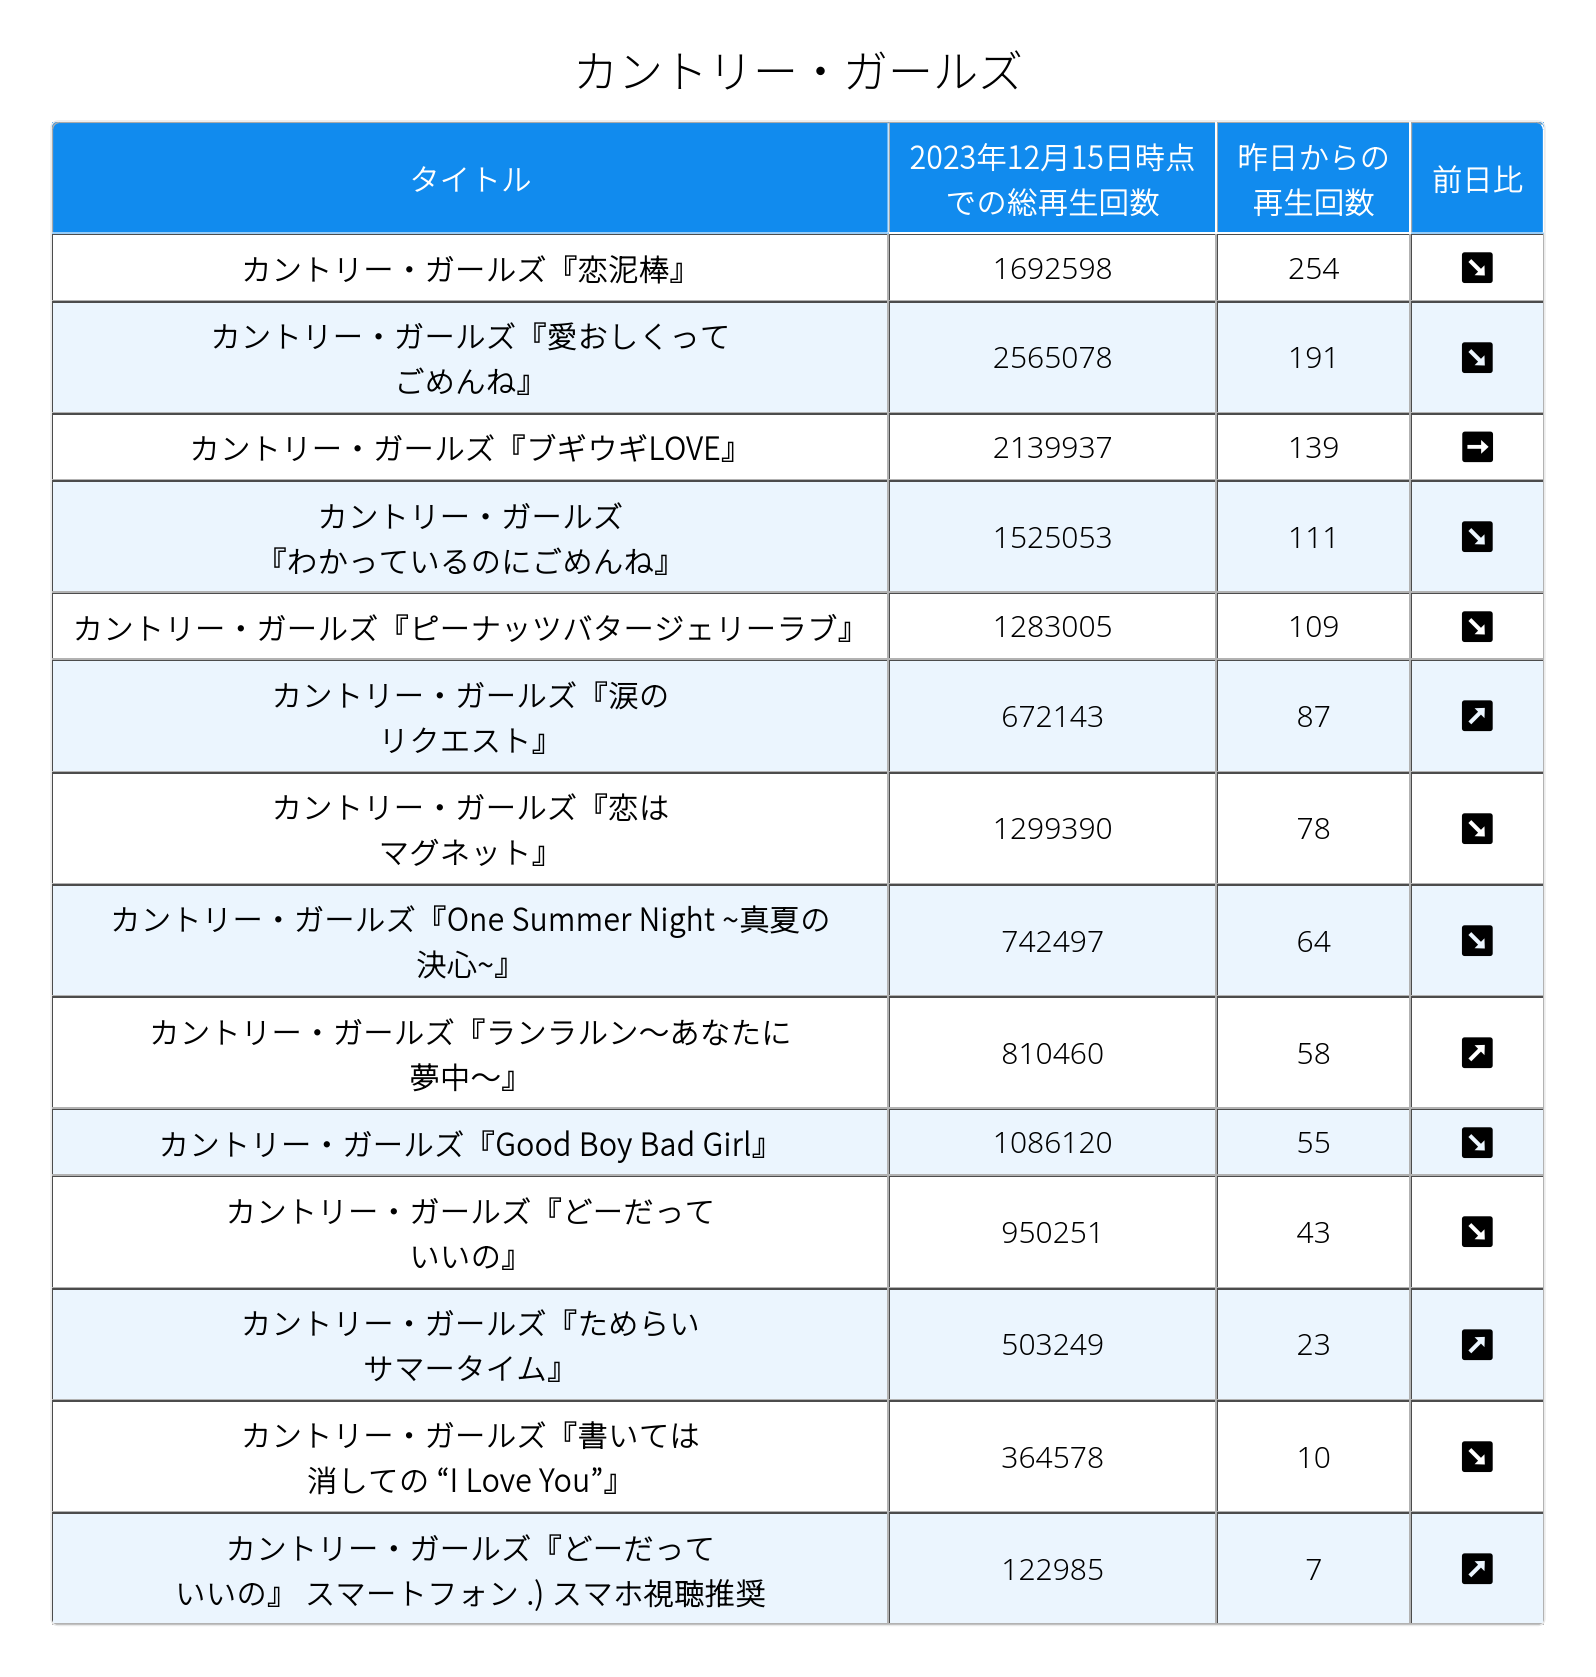 カントリー・ガールズ
タイトル
2023年12月15日時点
での総再生回数
昨日からの
再生回数
前日比
カントリー・ガールズ『恋泥棒』
1692598
254
カントリー・ガールズ『愛おしくって
ごめんね』
2565078
191
カントリー・ガールズ『ブギウギLOVE』
2139937
139
カントリー・ガールズ
『わかっているのにごめんね』
1525053
111
カントリー・ガールズ『ピーナッツバタージェリーラブ』
1283005
109
カントリー・ガールズ『涙の
リクエスト』
672143
87
カントリー・ガールズ『恋は
マグネット』
1299390
78
カントリー・ガールズ『One Summer Night ~真夏の
決心~』
742497
64
カントリー・ガールズ『ランラルン〜あなたに
夢中〜』
810460
58
カントリー・ガールズ『Good Boy Bad Girl』
1086120
55
カントリー・ガールズ『どーだって
いいの』
950251
43
カントリー・ガールズ『ためらい
サマータイム』
503249
23
カントリー・ガールズ『書いては
消しての “I Love You”』
364578
10
カントリー・ガールズ『どーだって
いいの』 スマートフォン .) スマホ視聴推奨
122985
7